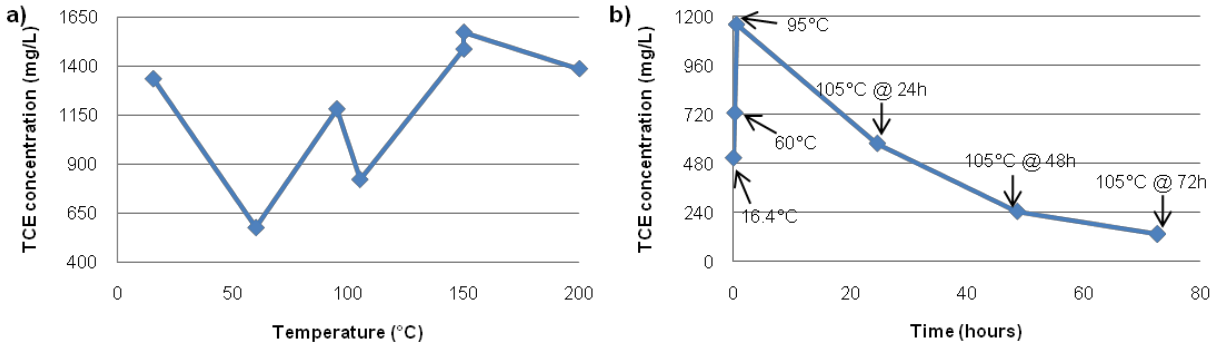 a)
TCE concentration (mg/L)
1650
1400
1150
900
650
400
0
50
100
150
200
Temperature (°C)
b)
TCE concentration (mg/L)
1200
960
720
480
240
0
0
20
40
60
80
Time (hours)
95°C
60°C
16.4°C
105°C @ 24h
105°C @ 48h
105°C @ 72h